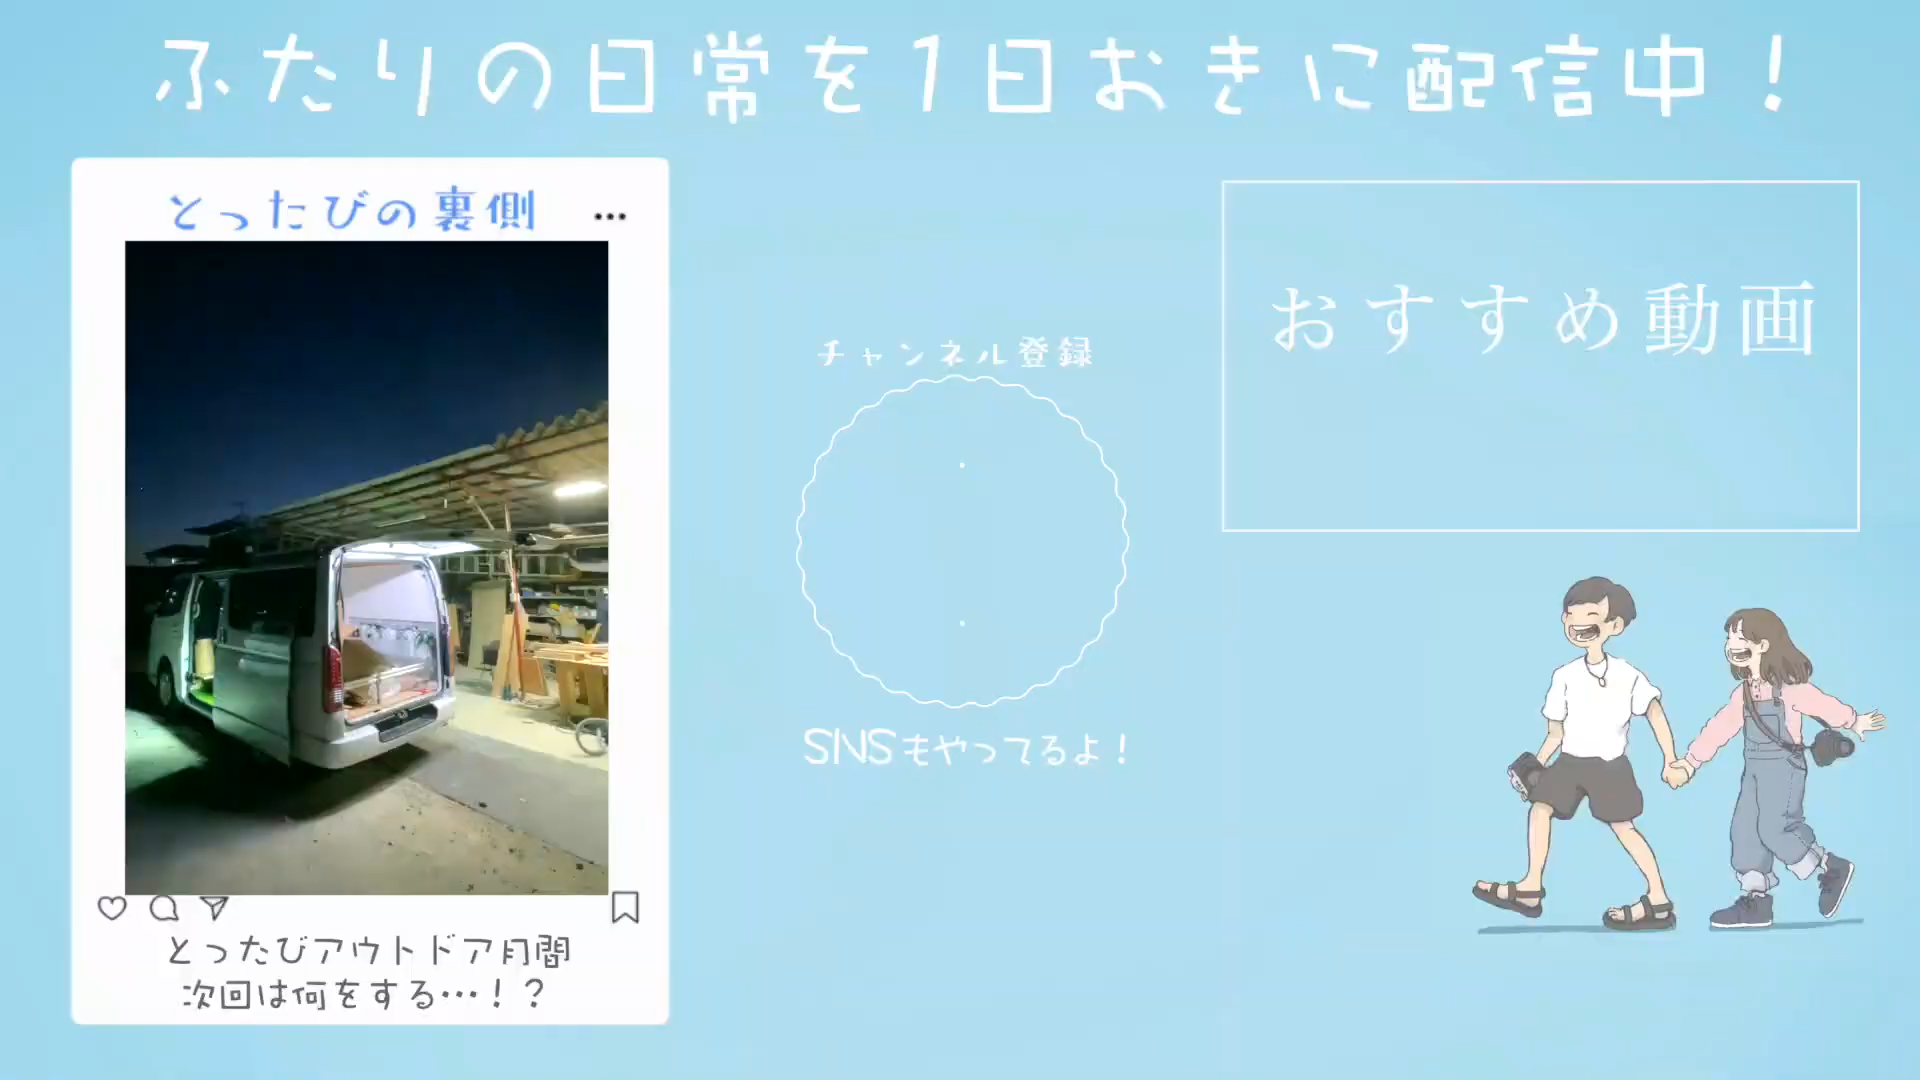 ふたりの日常を1日おきに配信中！
とったびの裏側
チャンネル登録
SNSもやってるよ！
おすすめ動画
とったびアウトドア月間
次回は何をする…！？